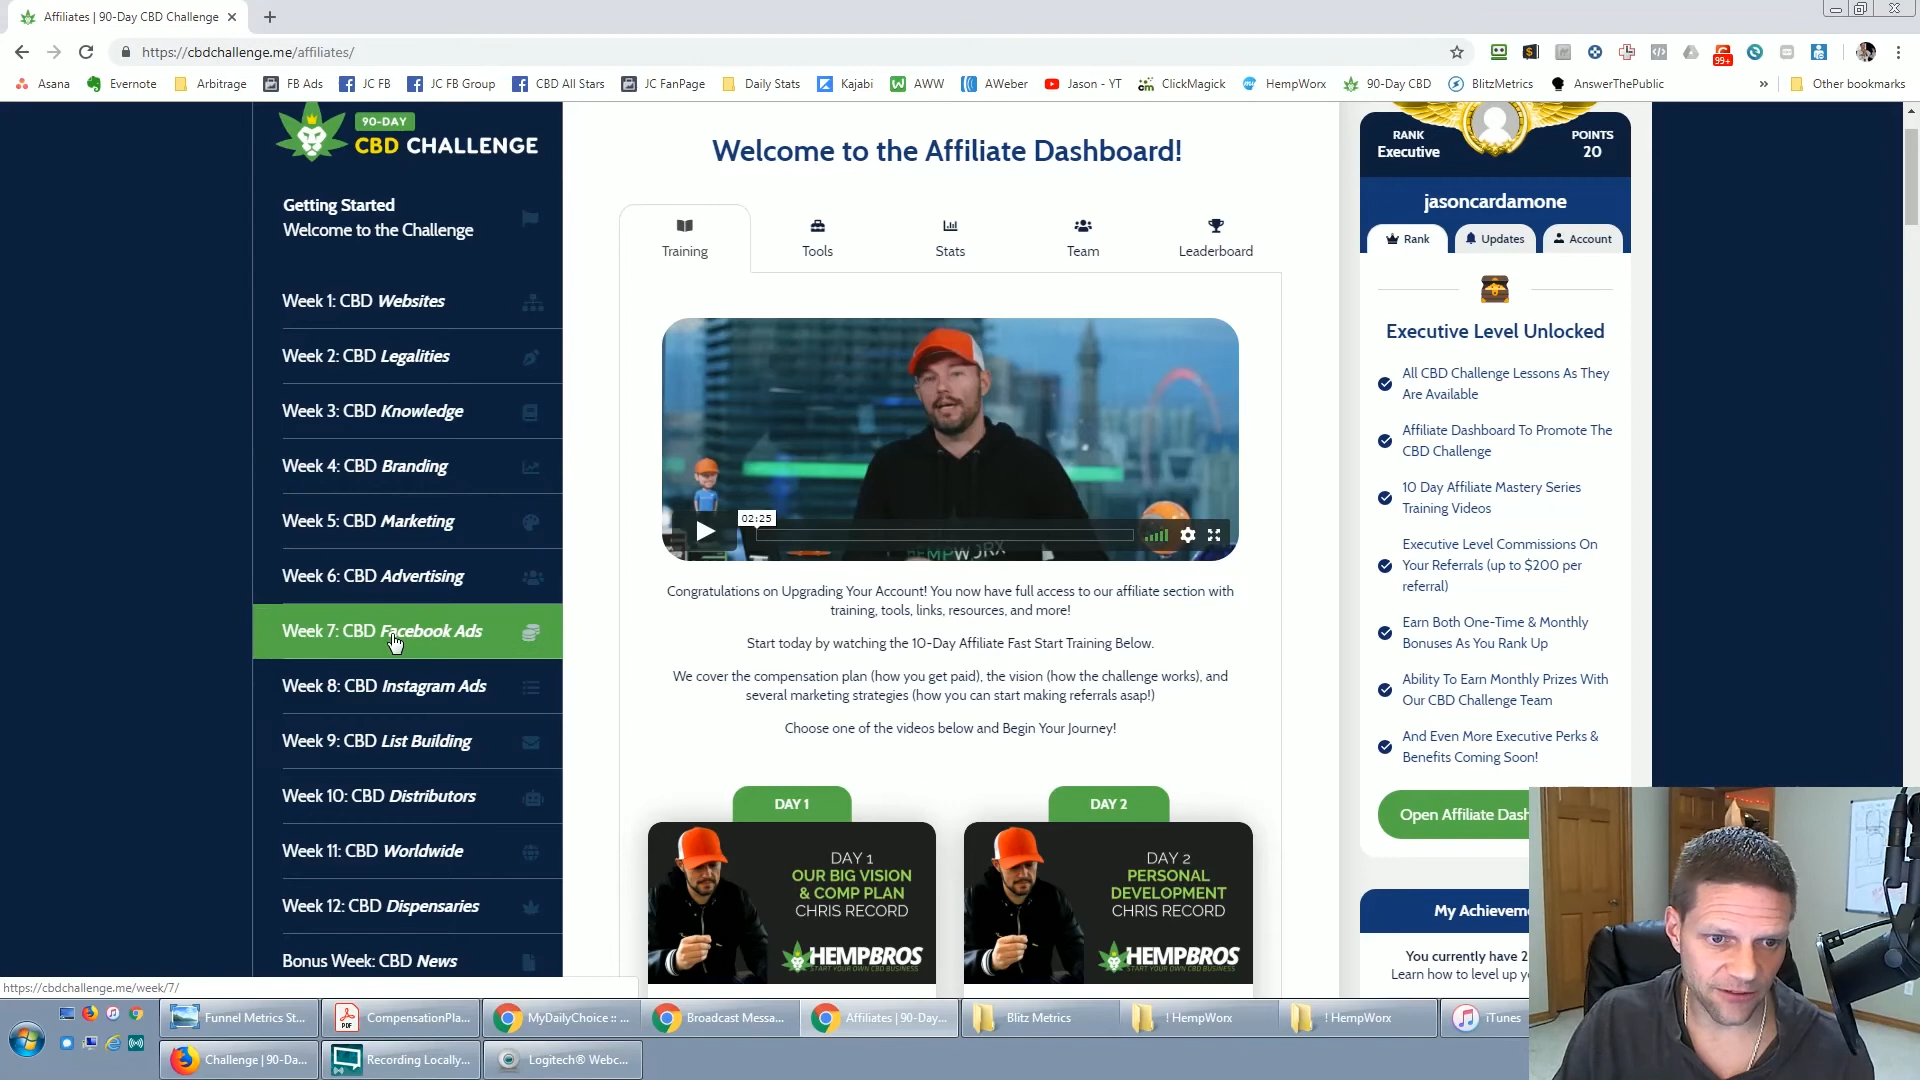 Affiliates | 90-Day CBD Challenge
https://cbdchallenge.me/affiliates/
99+
Asana
Evernote
Arbitrage
FB Ads
JC FB
JC FB Group
CBD All Stars
JC FanPage
Daily Stats
Kajabi
AWW
AWeber
Jason - YT
ClickMagick
HempWorx
90-Day CBD
BlitzMetrics
AnswerThePublic
»
Other bookmarks
90-DAY
CBD CHALLENGE
Getting Started
Welcome to the Challenge
Week 1: CBD Websites
Week 2: CBD Legalities
Week 3: CBD Knowledge
Week 4: CBD Branding
Week 5: CBD Marketing
Week 6: CBD Advertising
Week 7: CBD Facebook Ads
Week 8: CBD Instagram Ads
Week 9: CBD List Building
Week 10: CBD Distributors
Week 11: CBD Worldwide
Week 12: CBD Dispensaries
Bonus Week: CBD News
https://cbdchallenge.me/week/7/
Welcome to the Affiliate Dashboard!
Training
Tools
Stats
Team
Leaderboard
02:25
HEMPWORX
Congratulations on Upgrading Your Account! You now have full access to our affiliate section with
training, tools, links, resources, and more!
Start today by watching the 10-Day Affiliate Fast Start Training Below.
We cover the compensation plan (how you get paid), the vision (how the challenge works), and
several marketing strategies (how you can start making referrals asap!)
Choose one of the videos below and Begin Your Journey!
DAY 1
DAY 1
OUR BIG VISION
& COMP PLAN
CHRIS RECORD
HEMPBROS
START YOUR OWN CBD BUSINESS
DAY 2
DAY 2
PERSONAL
DEVELOPMENT
CHRIS RECORD
HEMPBROS
START YOUR OWN CBD BUSINESS
RANK
Executive
POINTS
20
jasoncardamone
Rank
Updates
Account
Executive Level Unlocked
All CBD Challenge Lessons As They
Are Available
Affiliate Dashboard To Promote The
CBD Challenge
10 Day Affiliate Mastery Series
Training Videos
Executive Level Commissions On
Your Referrals (up to $200 per
referral)
Earn Both One-Time & Monthly
Bonuses As You Rank Up
Ability To Earn Monthly Prizes With
Our CBD Challenge Team
And Even More Executive Perks &
Benefits Coming Soon!
Open Affiliate Dash
My Achieveme
You currently have 2
Learn how to level up y
Funnel Metrics St...
CompensationPla...
MyDailyChoice :: ...
Broadcast Messa...
Affiliates | 90-Day...
Blitz Metrics
! HempWorx
! HempWorx
iTunes
Challenge | 90-Da...
Recording Locally...
Logitech® Webc...